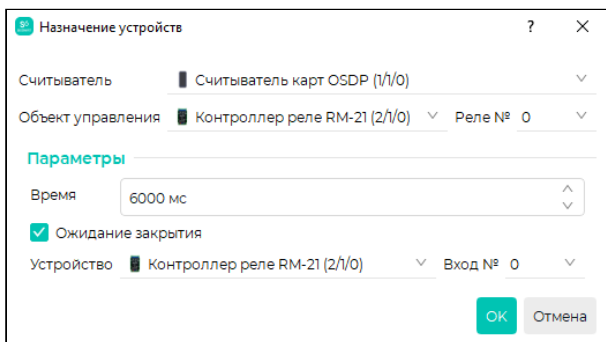 Назначение устройств ?
Считыватель Считыватель карт OSDP (1/1/0)
Объект управления Контроллер реле RM-21 (2/1/0) Реле № 0
Параметры
Время 6000 мс
Ожидание закрытия
Устройство Контроллер реле RM-21 (2/1/0) Вход № 0
OK Отмена